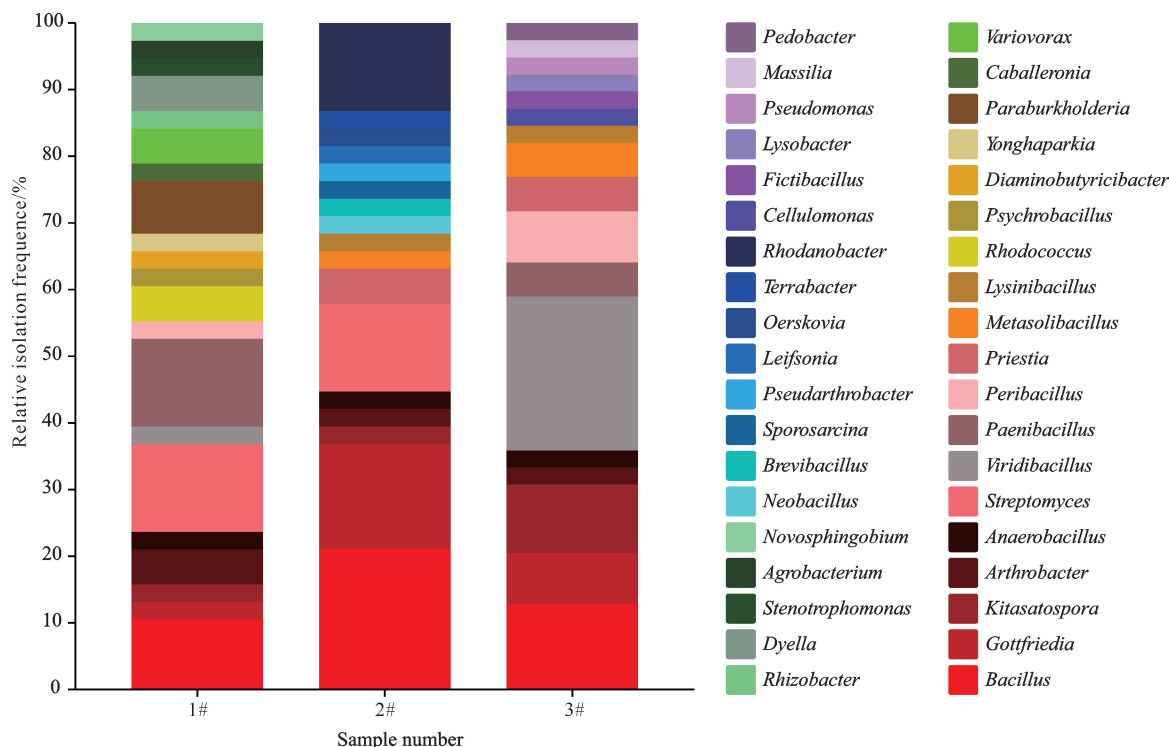 100
90
80
70
60
50
40
30
20
10
0
Relative isolation frequence/%
1#
2#
3#
Sample number
Pedobacter
Massilia
Pseudomonas
Lysobacter
Fictibacillus
Cellulomonas
Rhodanobacter
Terrabacter
Oerskovia
Leifsonia
Pseudarthrobacter
Sporosarcina
Brevibacillus
Neobacillus
Novosphingobium
Agrobacterium
Stenotrophomonas
Dyella
Rhizobacter
Variovorax
Caballeronia
Paraburkholderia
Yonghaparkia
Diaminobutyricibacter
Psychrobacillus
Rhodococcus
Lysinibacillus
Metasolibacillus
Priestia
Peribacillus
Paenibacillus
Viridibacillus
Streptomyces
Anaerobacillus
Arthrobacter
Kitasatospora
Gottfriedia
Bacillus